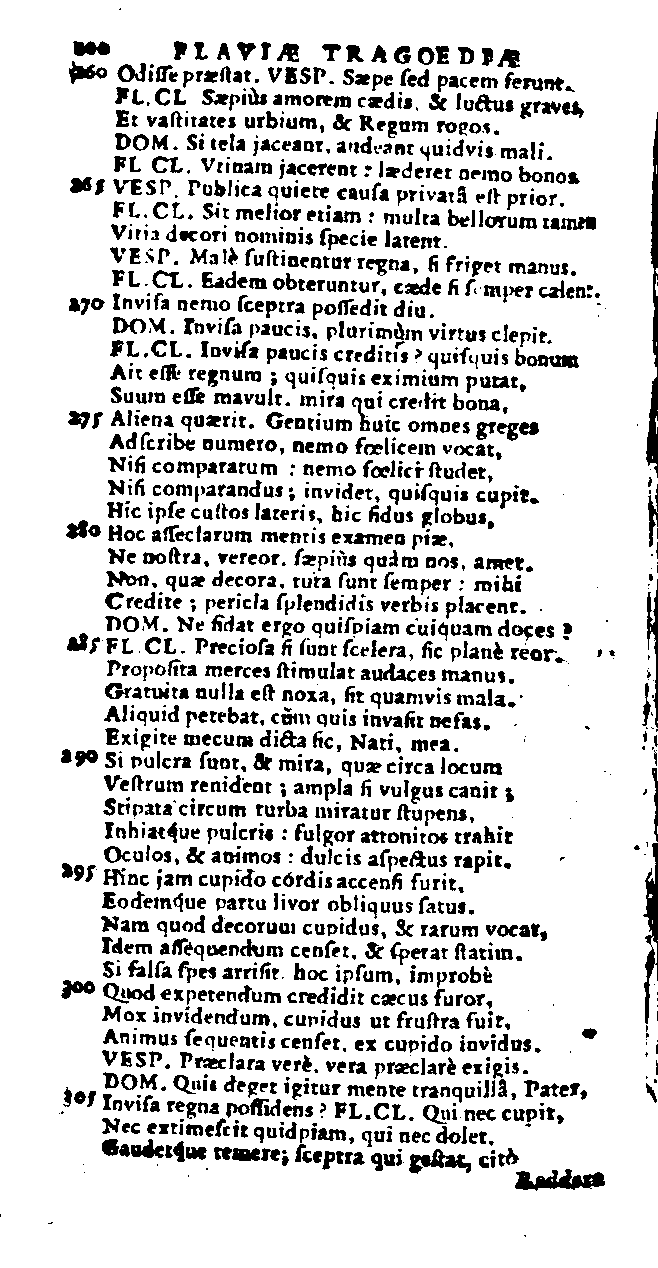 200 FLAVIÆ TRAGOEDIÆ
260 Odiſſe præſtat. VESP. Sæpe ſed pacem ferunt.
FL.CL Sæpiùs amorem cædis, & luctus graves,
Et vaſtitates urbium, & Regum rogos.
DOM. Si tela jaceant, audeant quidvis mali.
FL CL. Vtinam jacerent : læderet nemo bonos
265 VESP. Publica quiete cauſa privatâ eſt prior.
FL.CL. Sit melior etiam : multa bellorum tamen
Vitia decori nominis ſpecie latent.
VESP. Malè ſuſtinentur regna, ſi friget manus.
FL.CL. Eadem obteruntur, cæde ſi ſemper calent.
270 Inviſa nemo ſceptra poſſedit diu.
DOM. Inviſa paucis, plurimùm virtus clepit.
FL.CL. Inviſa paucis creditis ? quiſquis bonum
Ait eſſe regnum ; quiſquis eximium putat,
Suum eſſe mavult. mira qui credit bona,
275 Aliena quærit. Gentium huic omnes greges
Adſcribe numero, nemo fœlicem vocat,
Niſi comparatum : nemo fœlici ſtudet,
Niſi comparandus ; invidet, quiſquis cupit.
Hic ipſe cuſtos lateris, hic fidus globus,
280 Hoc aſſeclarum mentis examen piæ,
Ne noſtra, vereor, ſæpiùs quàm nos, amet.
Non, quæ decora, tuta ſunt ſemper : mihi
Credite ; pericla ſplendidis verbis placent.
DOM. Ne fidat ergo quiſpiam cuiquam doces ?
285 FL.CL. Precioſa ſi ſunt ſcelera, ſic planè reor.
Propoſita merces ſtimulat audaces manus.
Gratuita nulla eſt noxa, ſit quamvis mala.
Aliquid petebat, cùm quis invaſit nefas.
Exigite mecum dicta ſic, Nati, mea.
290 Si pulcra ſunt, & mira, quæ circa locum
Veſtrum renident ; ampla ſi vulgus canit ;
Stipata circum turba miratur ſtupens,
Inhiatque pulcris : fulgor attonitos trahit
Oculos, & animos : dulcis aſpectus rapit.
295 Hinc jam cupido cordis accenſi furit,
Eodemque partu livor obliquus ſatus.
Nam quod decorum cupidus, & rarum vocat,
Idem aſſequendum cenſet, & ſperat ſtatim.
Si falſa ſpes arriſit. hoc ipſum, improbè
300 Quod expetendum credidit cæcus furor,
Mox invidendum, cupidus ut fruſtra fuit,
Animus ſequentis cenſet, ex cupido invidus.
VESP. Præclara verè, vera præclarè exigis.
DOM. Quis deget igitur mente tranquillâ, Pater,
305 Inviſa regna poſſidens ? FL.CL. Qui nec cupit,
Nec extimeſcit quidpiam, qui nec dolet,
Gaudetque temere; ſceptra qui geſtat, citò
Reddere